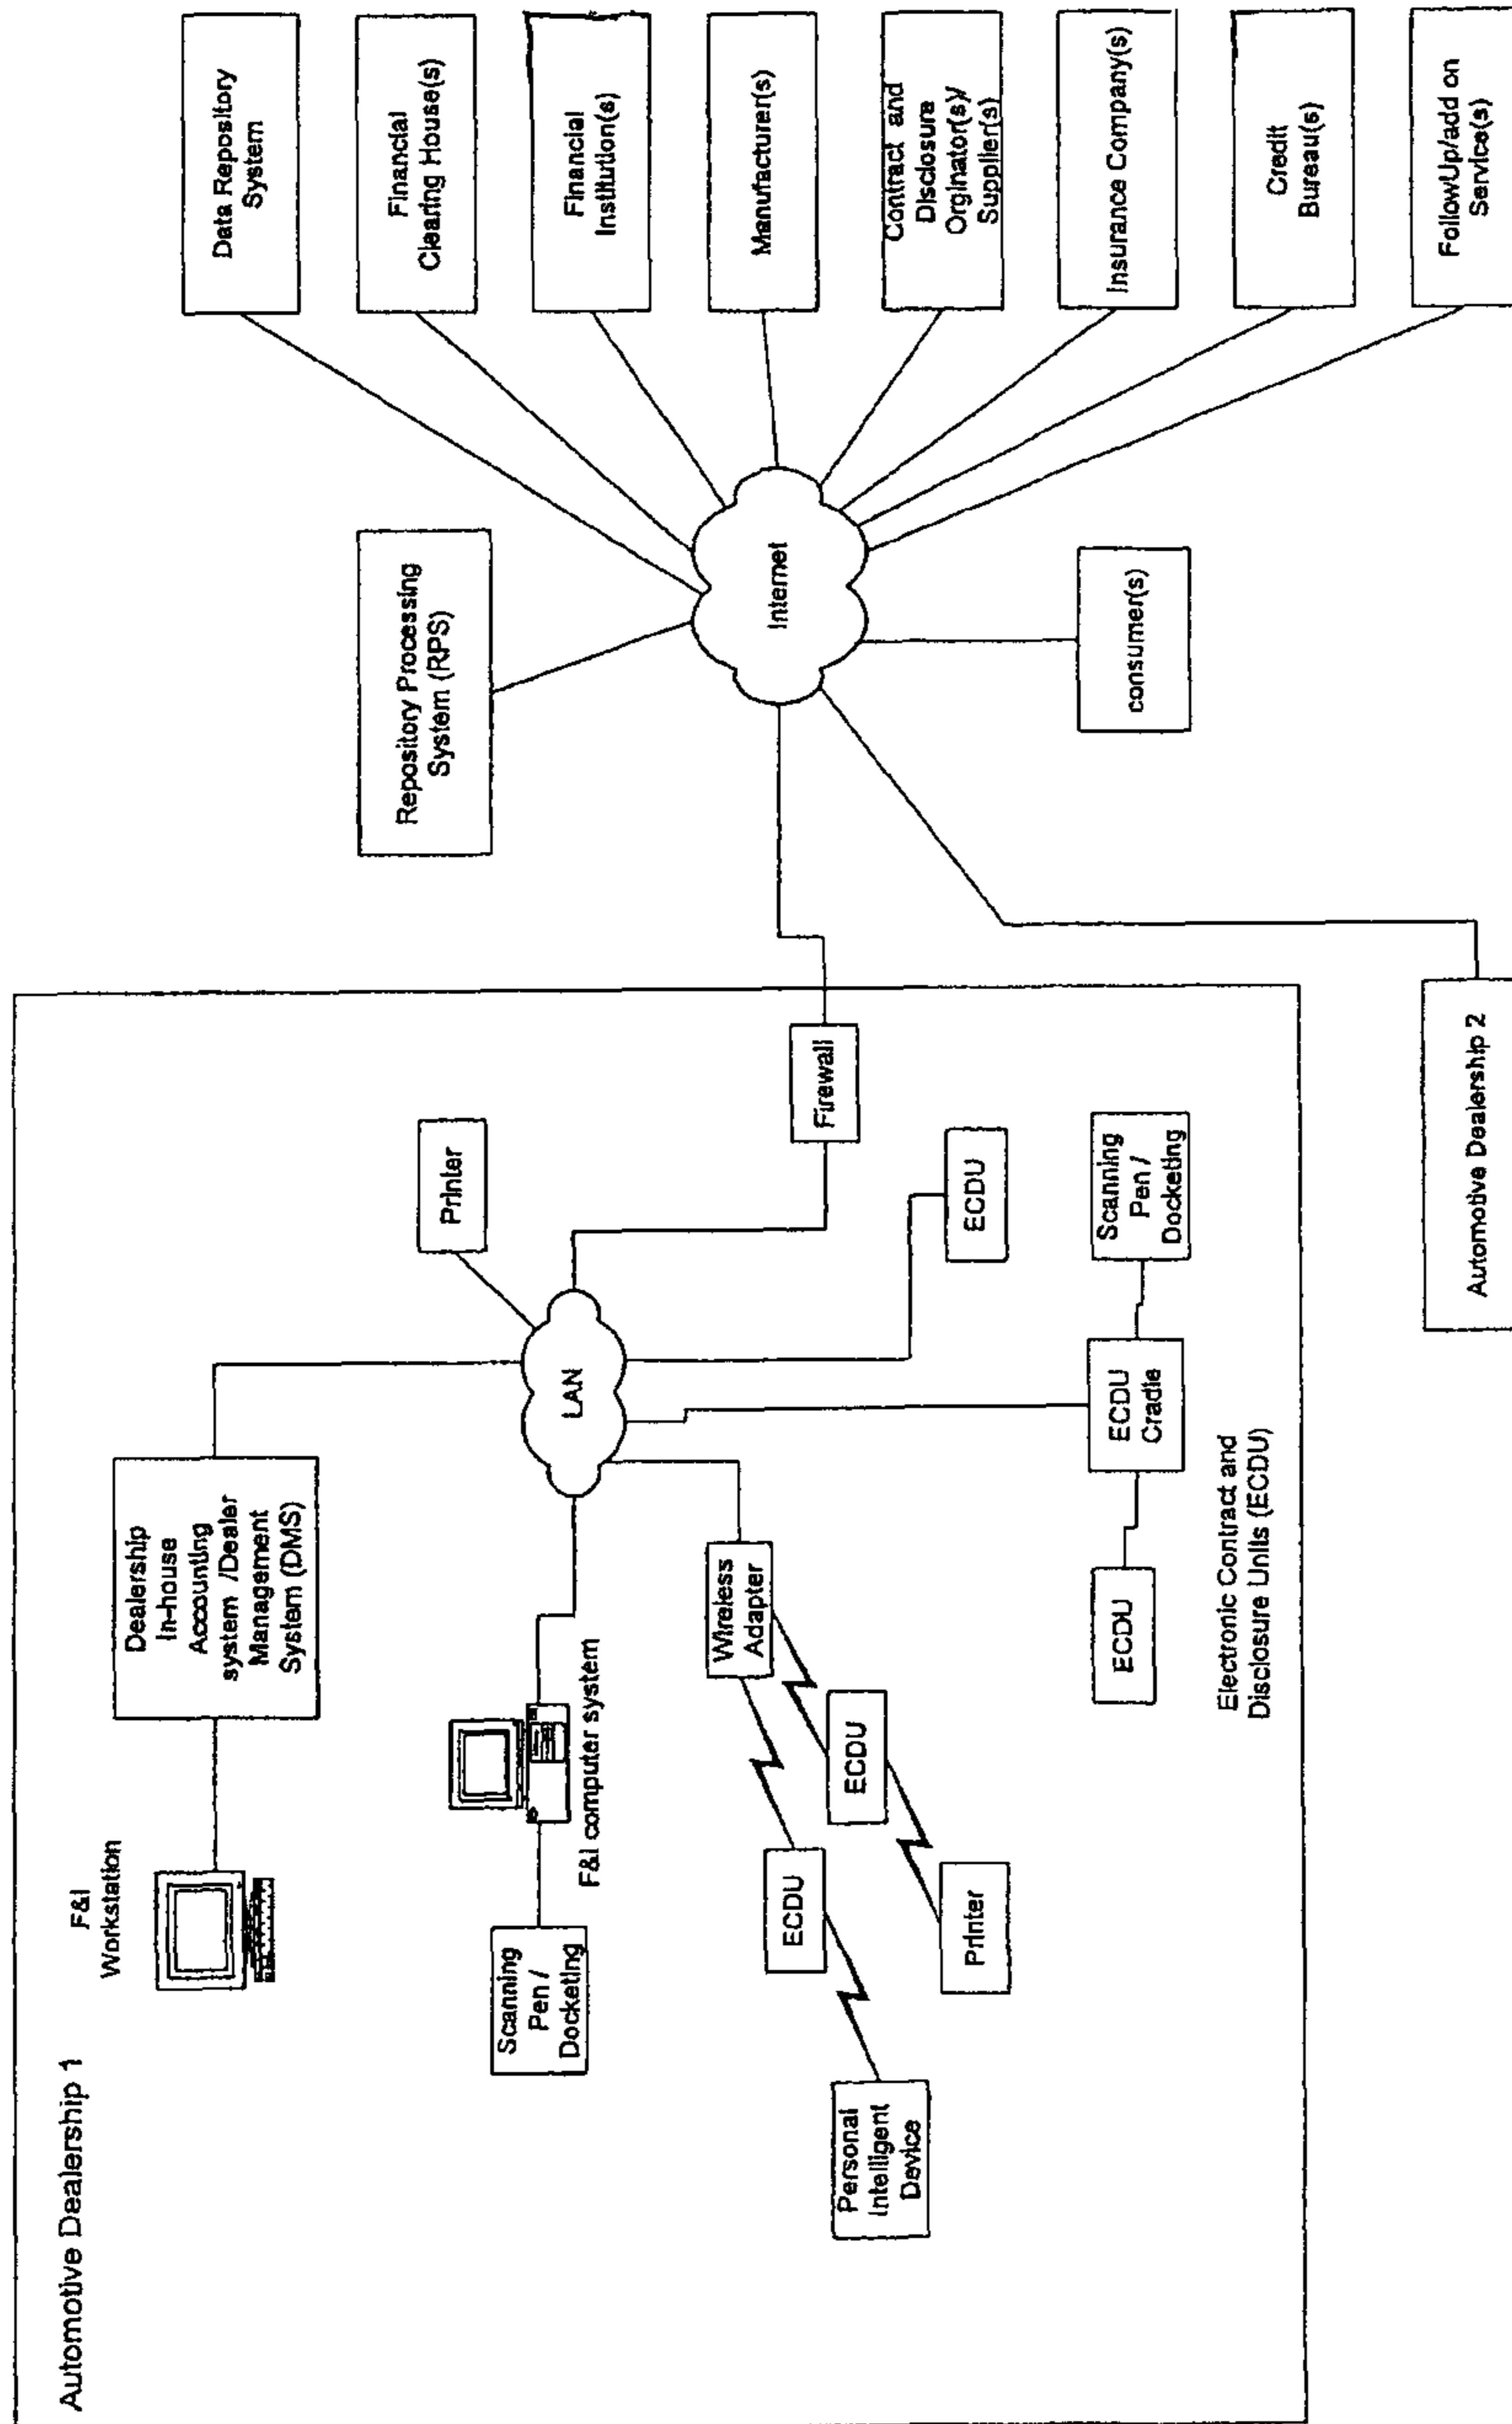 Automotive Dealership 1
F&I
Workstation
Dealership
In-house
Accounting
system /Dealer
Management
System (DMS)
Printer
Scanning
Pen /
Docketing
F&I computer system
LAN
Firewall
Wireless
Adapter
ECDU
ECDU
Personal
Intelligent
Device
Printer
ECDU
ECDU
ECDU
Cradle
Scanning
Pen /
Docketing
Electronic Contract and
Disclosure Units (ECDU)
Automotive Dealership 2
Repository Processing
System (RPS)
Internet
consumer(s)
Data Repository
System
Financial
Clearing House(s)
Financial
Institution(s)
Manufacturer(s)
Contract and
Disclosure
Orginator(s)/
Supplier(s)
Insurance Company(s)
Credit
Bureau(s)
FollowUp/add on
Service(s)